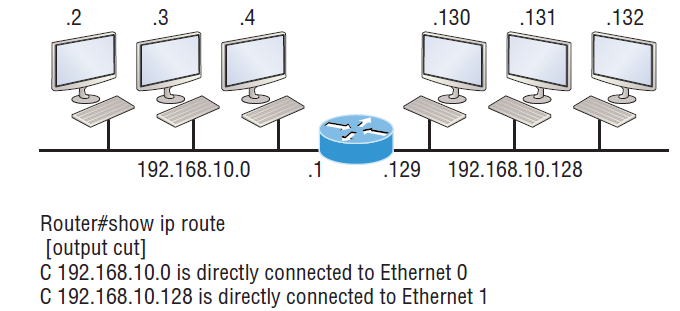 .2 .3 .4 .130 .131 .132
192.168.10.0 .1 .129 192.168.10.128
Router#show ip route
[output cut]
C 192.168.10.0 is directly connected to Ethernet 0
C 192.168.10.128 is directly connected to Ethernet 1